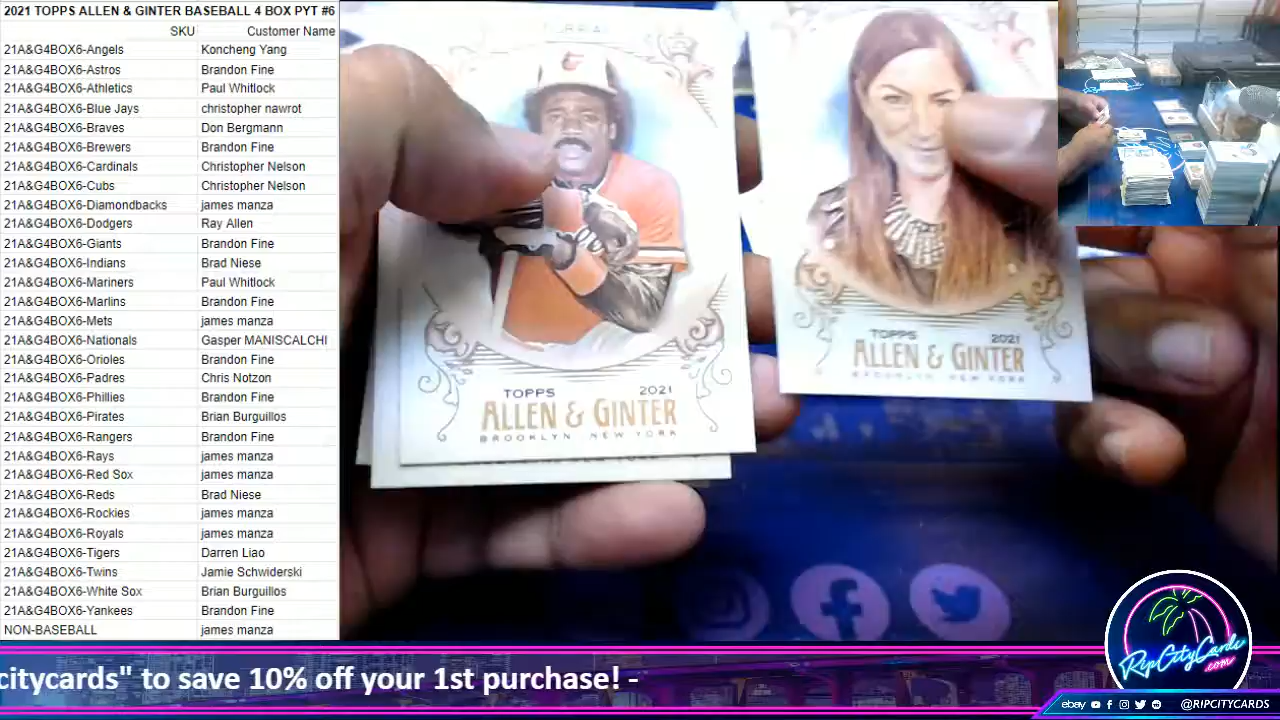 2021 TOPPS ALLEN & GINTER BASEBALL 4 BOX PYT #6
SKU Customer Name
21A&G4BOX6-Angels Koncheng Yang
21A&G4BOX6-Astros Brandon Fine
21A&G4BOX6-Athletics Paul Whitlock
21A&G4BOX6-Blue Jays christopher nawrot
21A&G4BOX6-Braves Don Bergmann
21A&G4BOX6-Brewers Brandon Fine
21A&G4BOX6-Cardinals Christopher Nelson
21A&G4BOX6-Cubs Christopher Nelson
21A&G4BOX6-Diamondbacks james manza
21A&G4BOX6-Dodgers Ray Allen
21A&G4BOX6-Giants Brandon Fine
21A&G4BOX6-Indians Brad Niese
21A&G4BOX6-Mariners Paul Whitlock
21A&G4BOX6-Marlins Brandon Fine
21A&G4BOX6-Mets james manza
21A&G4BOX6-Nationals Gasper MANISCALCHI
21A&G4BOX6-Orioles Brandon Fine
21A&G4BOX6-Padres Chris Notzon
21A&G4BOX6-Phillies Brandon Fine
21A&G4BOX6-Pirates Brian Burguillos
21A&G4BOX6-Rangers Brandon Fine
21A&G4BOX6-Rays james manza
21A&G4BOX6-Red Sox james manza
21A&G4BOX6-Reds Brad Niese
21A&G4BOX6-Rockies james manza
21A&G4BOX6-Royals james manza
21A&G4BOX6-Tigers Darren Liao
21A&G4BOX6-Twins Jamie Schwiderski
21A&G4BOX6-White Sox Brian Burguillos
21A&G4BOX6-Yankees Brandon Fine
NON-BASEBALL james manza
TOPPS 2021
ALLEN & GINTER
BROOKLYN NEW YORK
TOPPS 2021
ALLEN & GINTER
BROOKLYN NEW YORK
RipCityCards
.com
citycards" to save 10% off your 1st purchase! -
ebay @RIPCITYCARDS